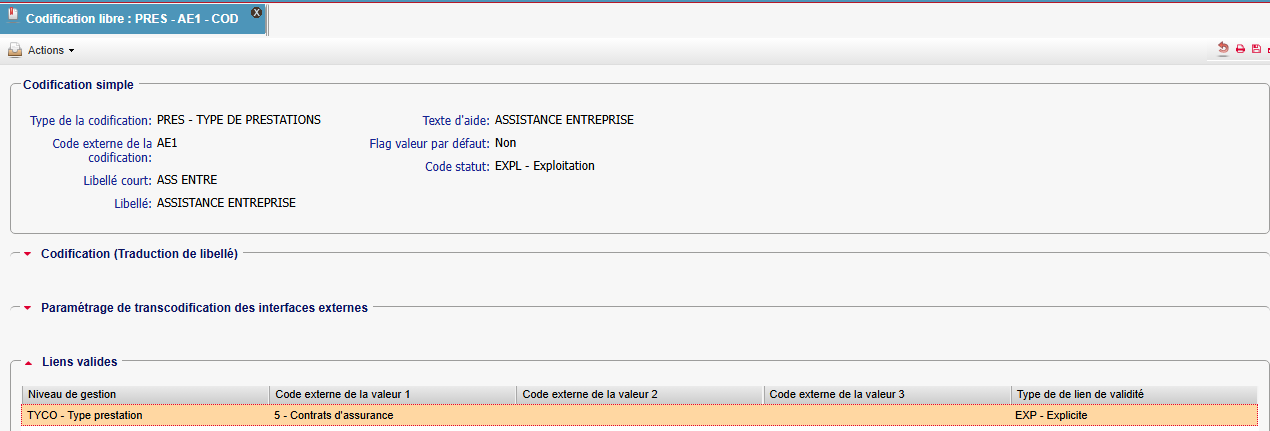 Codification libre : PRES - AE1 - COD
Actions
Codification simple
Type de la codification: PRES - TYPE DE PRESTATIONS
Texte d'aide: ASSISTANCE ENTREPRISE
Code externe de la codification: AE1
Flag valeur par défaut: Non
Code statut: EXPL - Exploitation
Libellé court: ASS ENTRE
Libellé: ASSISTANCE ENTREPRISE
Codification (Traduction de libellé)
Paramétrage de transcodification des interfaces externes
Liens valides
Niveau de gestion Code externe de la valeur 1 Code externe de la valeur 2 Code externe de la valeur 3 Type de de lien de validité
TYCO - Type prestation 5 - Contrats d'assurance EXP - Explicite